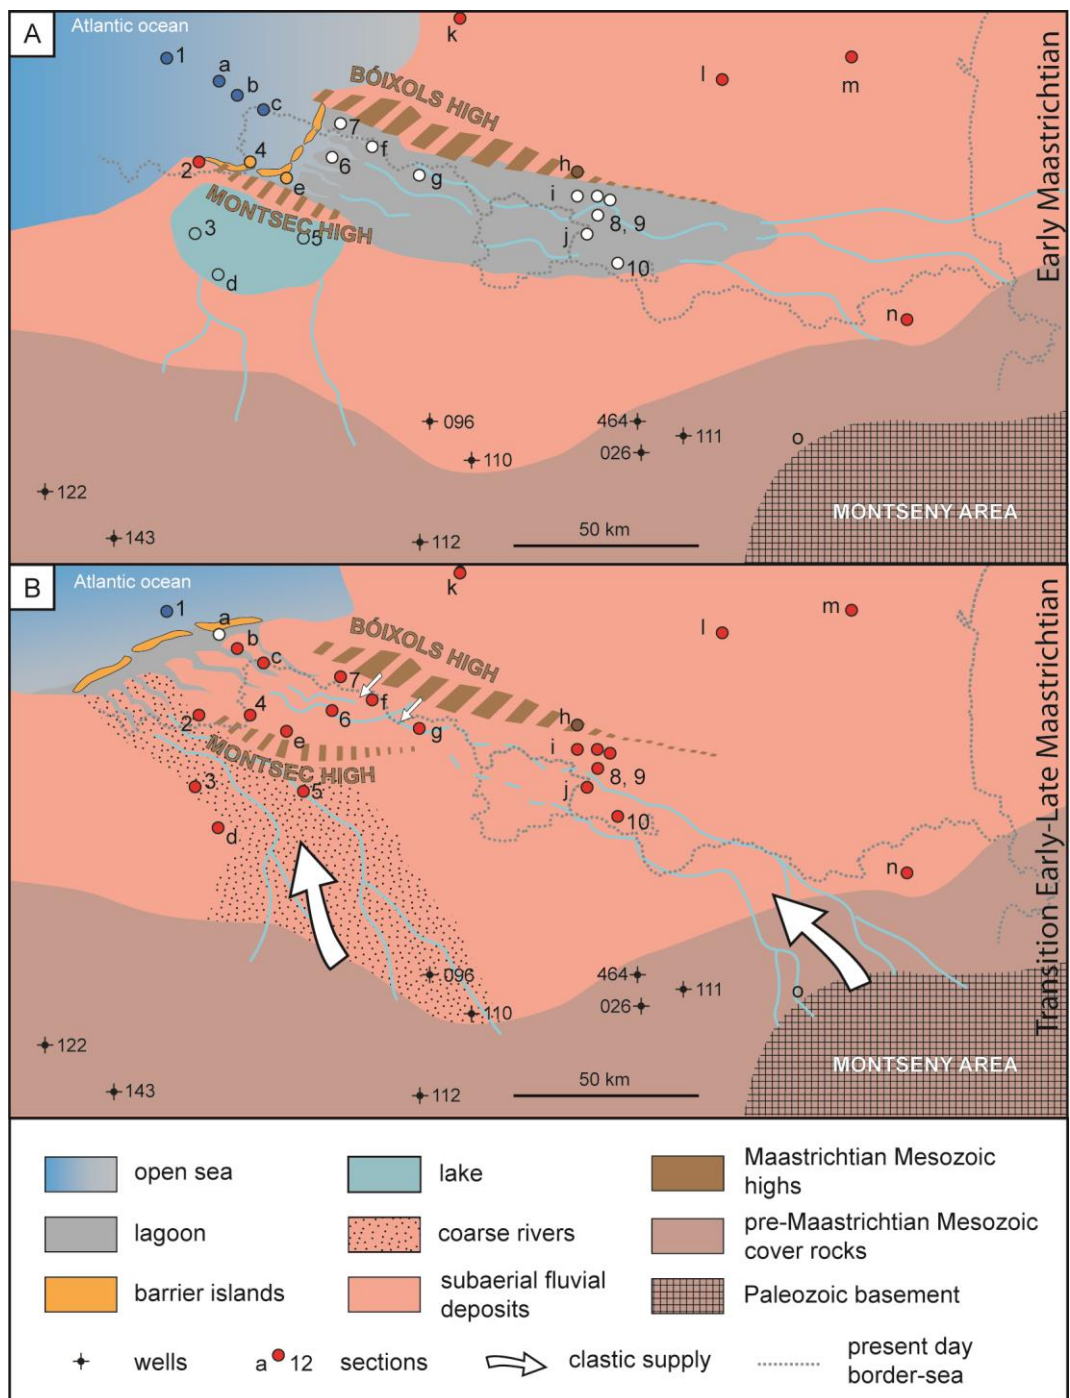 A
Atlantic ocean
k
1
a
b
c
l
m
BÓIXOLS HIGH
7
f
2
4
6
g
h
e
i
MONTSEC HIGH
8, 9
3
5
j
d
10
n
Early Maastrichtian
096
464
111
o
110
026
122
MONTSENY AREA
143
112
50 km
B
Atlantic ocean
k
1
a
b
c
l
m
BÓIXOLS HIGH
7
f
2
4
6
g
h
e
i
MONTSEC HIGH
8, 9
3
5
j
d
10
n
Transition Early-Late Maastrichtian
096
464
111
o
110
026
122
MONTSENY AREA
143
112
50 km
open sea
lake
Maastrichtian Mesozoic
highs
lagoon
coarse rivers
pre-Maastrichtian Mesozoic
cover rocks
barrier islands
subaerial fluvial
deposits
Paleozoic basement
wells
a 12 sections
clastic supply
present day
border-sea